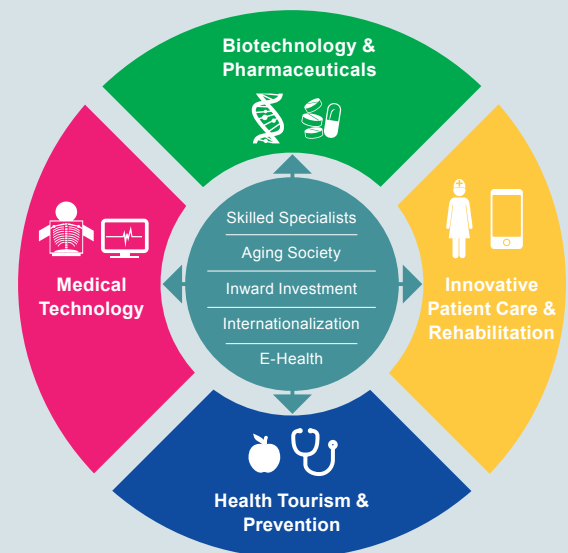 Biotechnology &
Pharmaceuticals
Medical
Technology
Skilled Specialists
Aging Society
Inward Investment
Internationalization
E-Health
Innovative
Patient Care &
Rehabilitation
Health Tourism &
Prevention